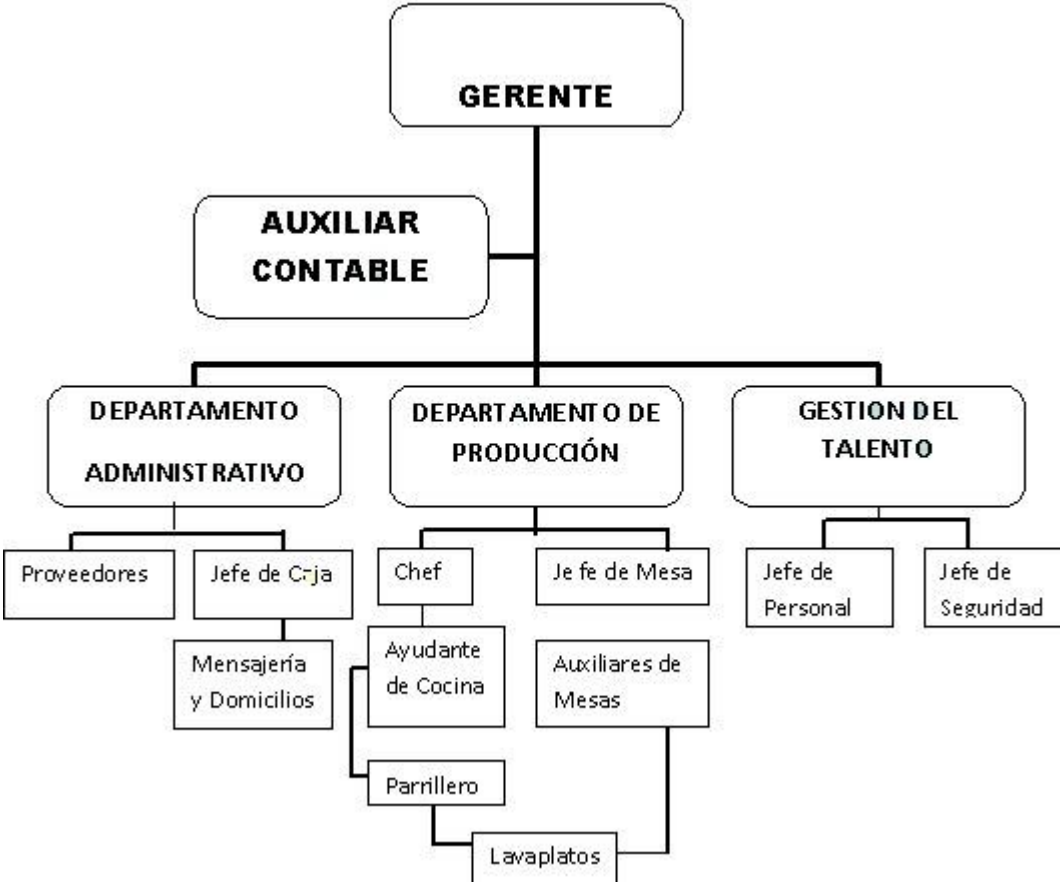 GERENTE
AUXILIAR
CONTABLE
DEPARTAMENTO
ADMINISTRATIVO
DEPARTAMENTO DE
PRODUCCIÓN
GESTION DEL
TALENTO
Proveedores
Jefe de Caja
Chef
Jefe de Mesa
Jefe de
Personal
Jefe de
Seguridad
Mensajería
y Domicilios
Ayudante
de Cocina
Auxiliares de
Mesas
Parrillero
Lavaplatos